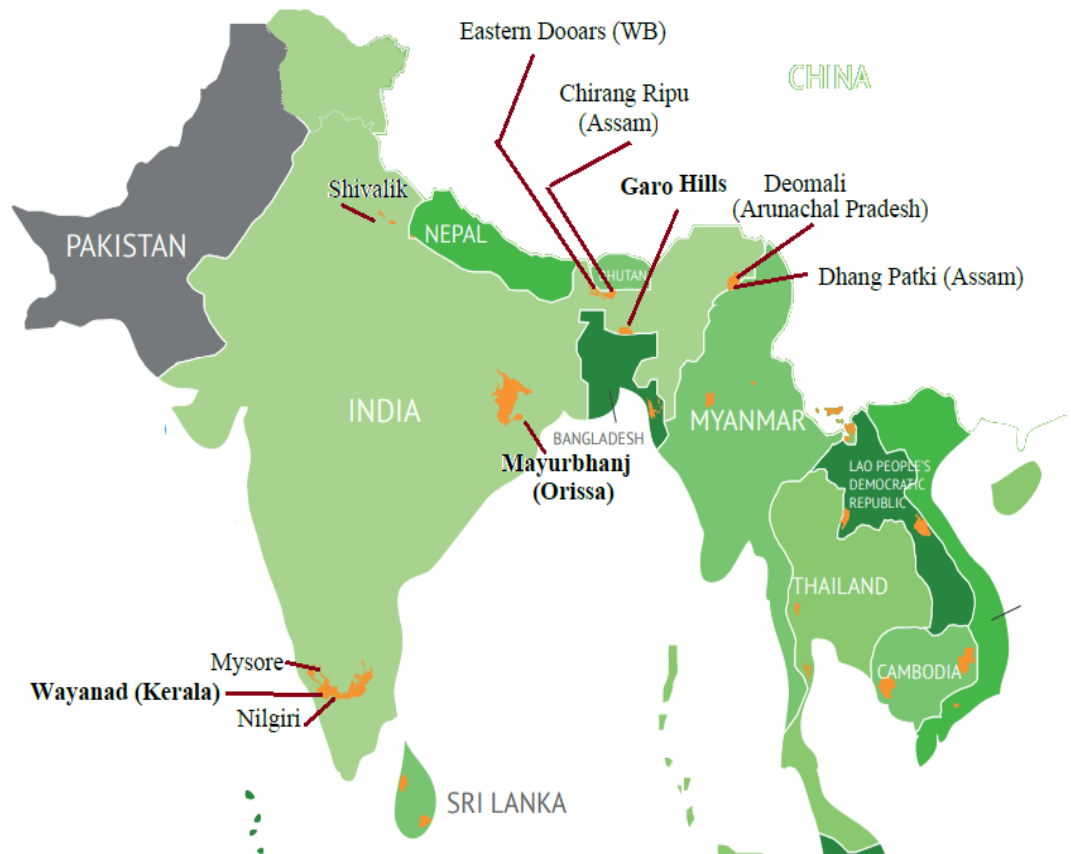 Eastern Dooars (WB)
CHINA
Chirang Ripu
(Assam)
Garo Hills
Deomali
(Arunachal Pradesh)
Shivalik
PAKISTAN
NEPAL
BHUTAN
Dhang Patki (Assam)
INDIA
MYANMAR
BANGLADESH
Mayurbhanj
(Orissa)
LAO PEOPLE'S
DEMOCRATIC
REPUBLIC
THAILAND
Mysore
CAMBODIA
Wayanad (Kerala)
Nilgiri
SRI LANKA